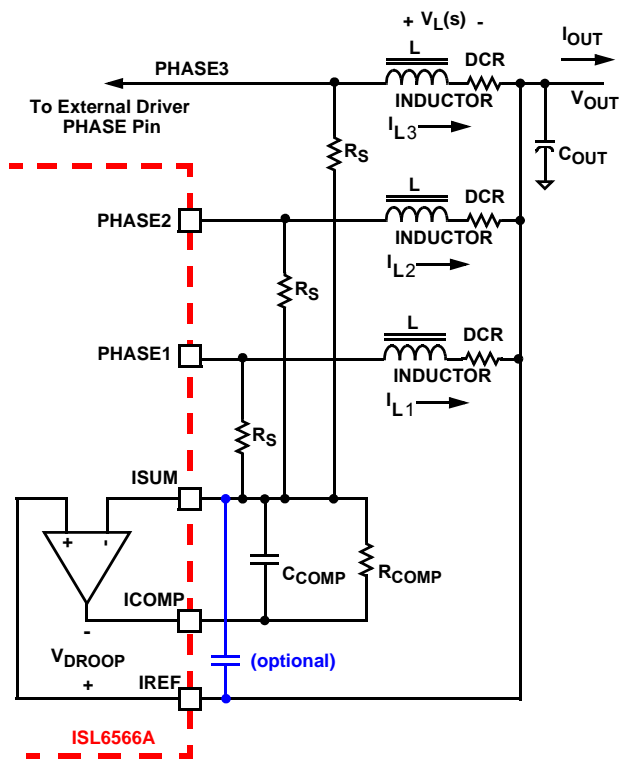 + VL(s) -
L
DCR
IOUT
PHASE3
INDUCTOR
VOUT
To External Driver
PHASE Pin
IL3
COUT
RS
L
DCR
PHASE2
INDUCTOR
IL2
RS
L
DCR
PHASE1
INDUCTOR
IL1
RS
ISUM
+ -
CCOMP
RCOMP
ICOMP
-
VDROOP
+
(optional)
IREF
ISL6566A